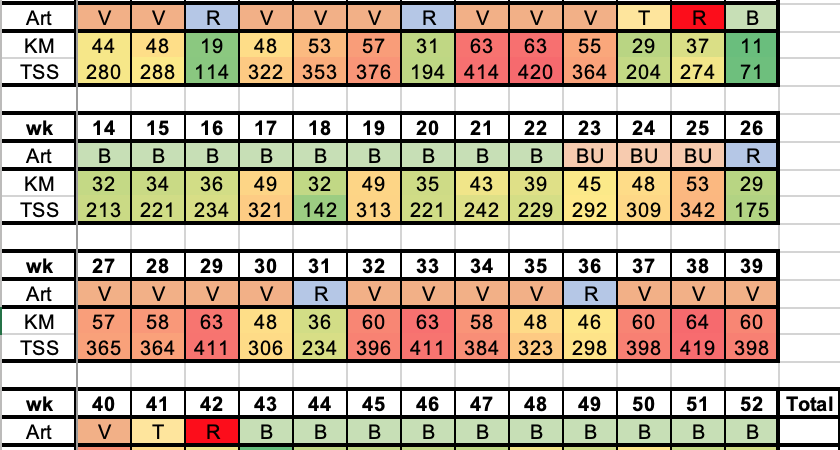 Art V V R V V V R V V V T R B
KM 44 48 19 48 53 57 31 63 63 55 29 37 11
TSS 280 288 114 322 353 376 194 414 420 364 204 274 71
wk 14 15 16 17 18 19 20 21 22 23 24 25 26
Art B B B B B B B B B BU BU BU R
KM 32 34 36 49 32 49 35 43 39 45 48 53 29
TSS 213 221 234 321 142 313 221 242 229 292 309 342 175
wk 27 28 29 30 31 32 33 34 35 36 37 38 39
Art V V V V R V V V V R V V V
KM 57 58 63 48 36 60 63 58 48 46 60 64 60
TSS 365 364 411 306 234 396 411 384 323 298 398 419 398
wk 40 41 42 43 44 45 46 47 48 49 50 51 52 Total
Art V T R B B B B B B B B B B